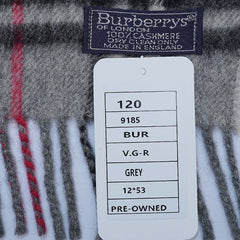 Burberrys®
OF LONDON
100% CASHMERE
DRY CLEAN ONLY
MADE IN ENGLAND
120
9185
BUR
V.G-R
GREY
12*53
PRE-OWNED